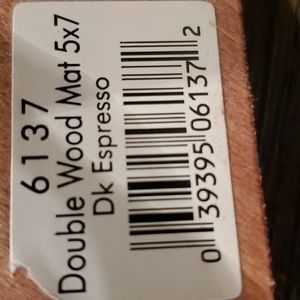 6137
Double Wood Mat 5x7
Dk Espresso
0 39395 06137 2